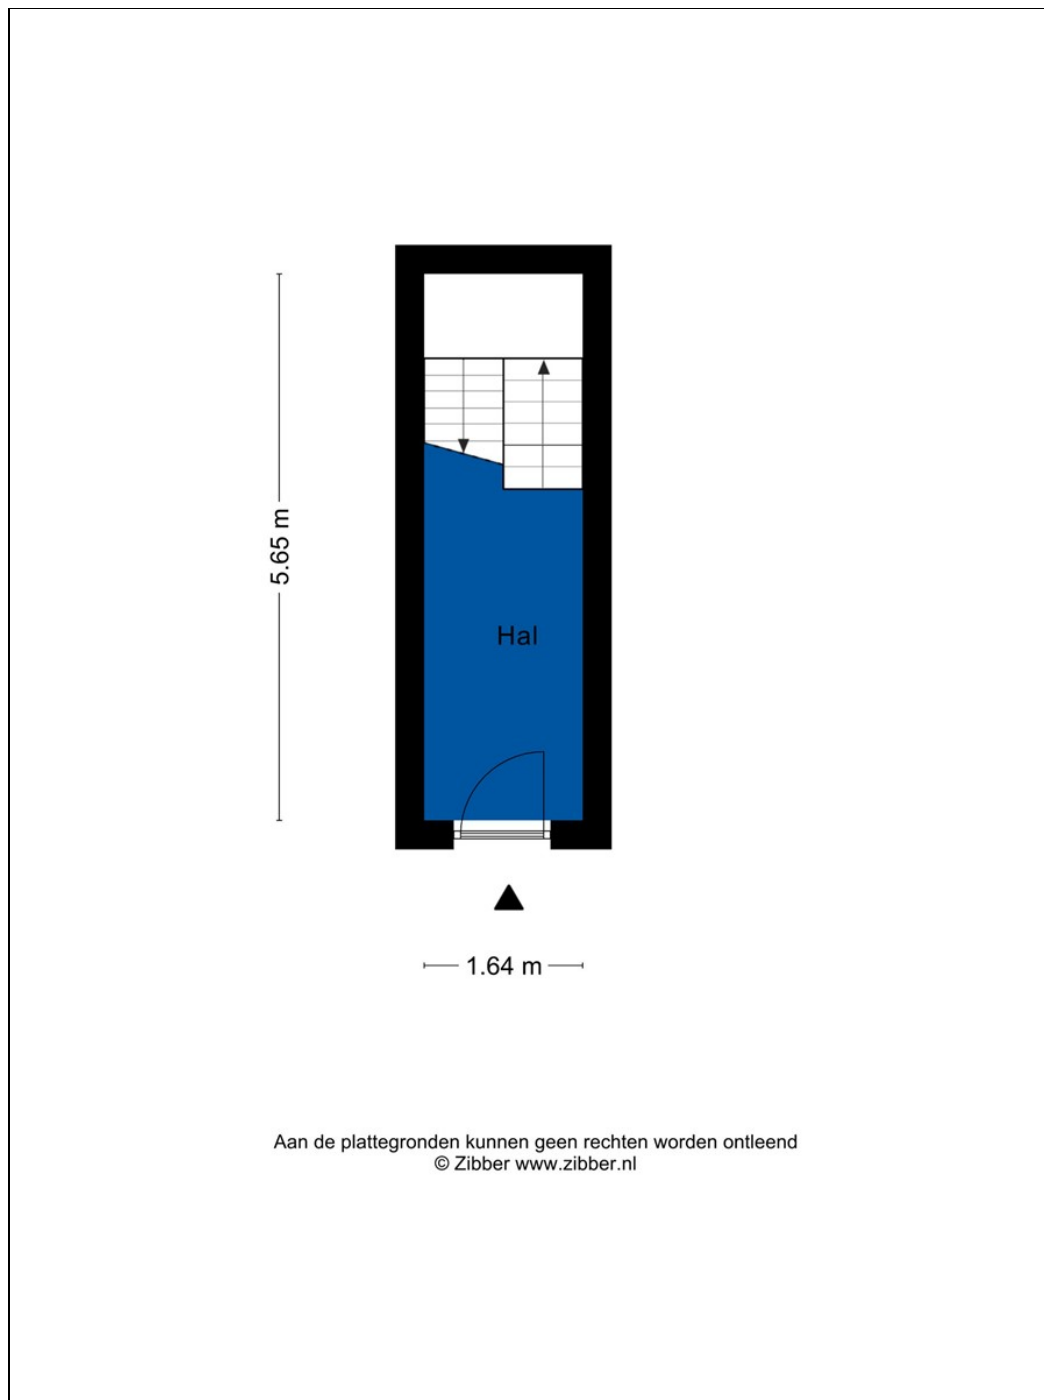 5.65 m
Hal
1.64 m
Aan de plattegronden kunnen geen rechten worden ontleend
© Zibber www.zibber.nl